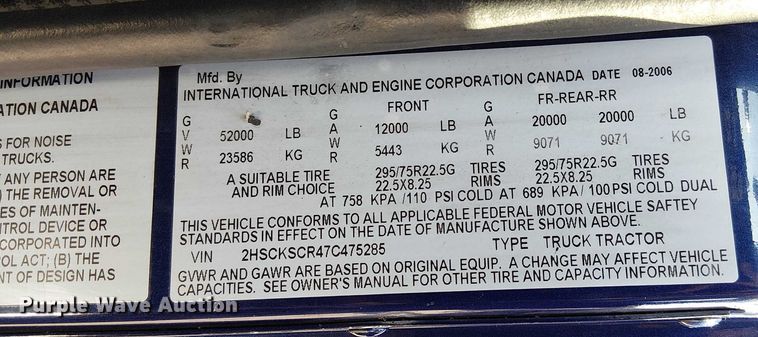 INFORMATION
ATION CANADA
S FOR NOISE
TRUCKS.
F ANY PERSON ARE
) THE REMOVAL OR
ES OF MAINTEN-
TROL DEVICE OR
CORPORATED INTO
OL ACT; (B) THE
NT OF DESIGN HAS
Mfd. By
INTERNATIONAL TRUCK AND ENGINE CORPORATION CANADA DATE 08-2006
FRONT FR-REAR-RR
GVWR 52000 LB GAWR 12000 LB GAWR 20000 20000 LB
23586 KG 5443 KG 9071 9071 KG
A SUITABLE TIRE 295/75R22.5G TIRES 295/75R22.5G TIRES
AND RIM CHOICE 22.5X8.25 RIMS 22.5X8.25 RIMS
AT 758 KPA /110 PSI COLD AT 689 KPA/100 PSI COLD DUAL
THIS VEHICLE CONFORMS TO ALL APPLICABLE FEDERAL MOTOR VEHICLE SAFTEY
STANDARDS IN EFFECT ON THE DATE OF MANUFACTURE SHOWN ABOVE.
VIN 2HSCKSCR47C475285 TYPE TRUCK TRACTOR
GVWR AND GAWR ARE BASED ON ORIGINAL EQUIP. A CHANGE MAY AFFECT VEHICLE
CAPACITIES. SEE OWNER'S MANUAL FOR OTHER TIRE AND CAPACITY INFORMATION.
Purple Wave Auction